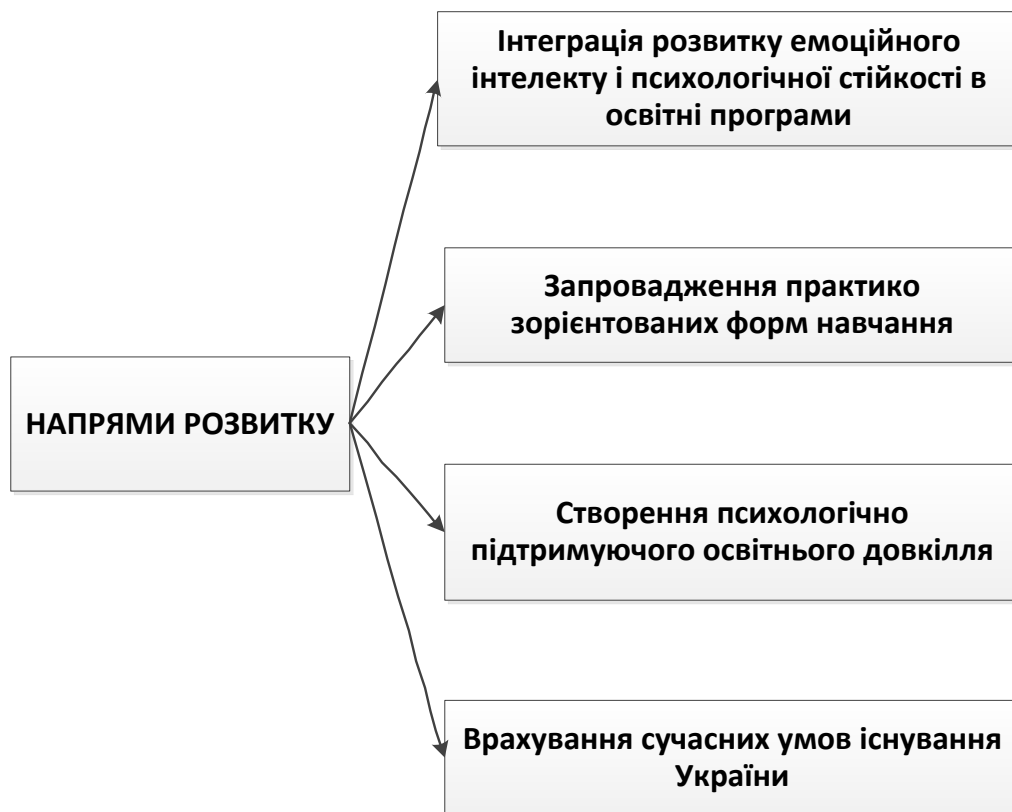 Інтеграція розвитку емоційного
інтелекту і психологічної стійкості в
освітні програми
Запровадження практико
зорієнтованих форм навчання
НАПРЯМИ РОЗВИТКУ
Створення психологічно
підтримуючого освітнього довкілля
Врахування сучасних умов існування
України